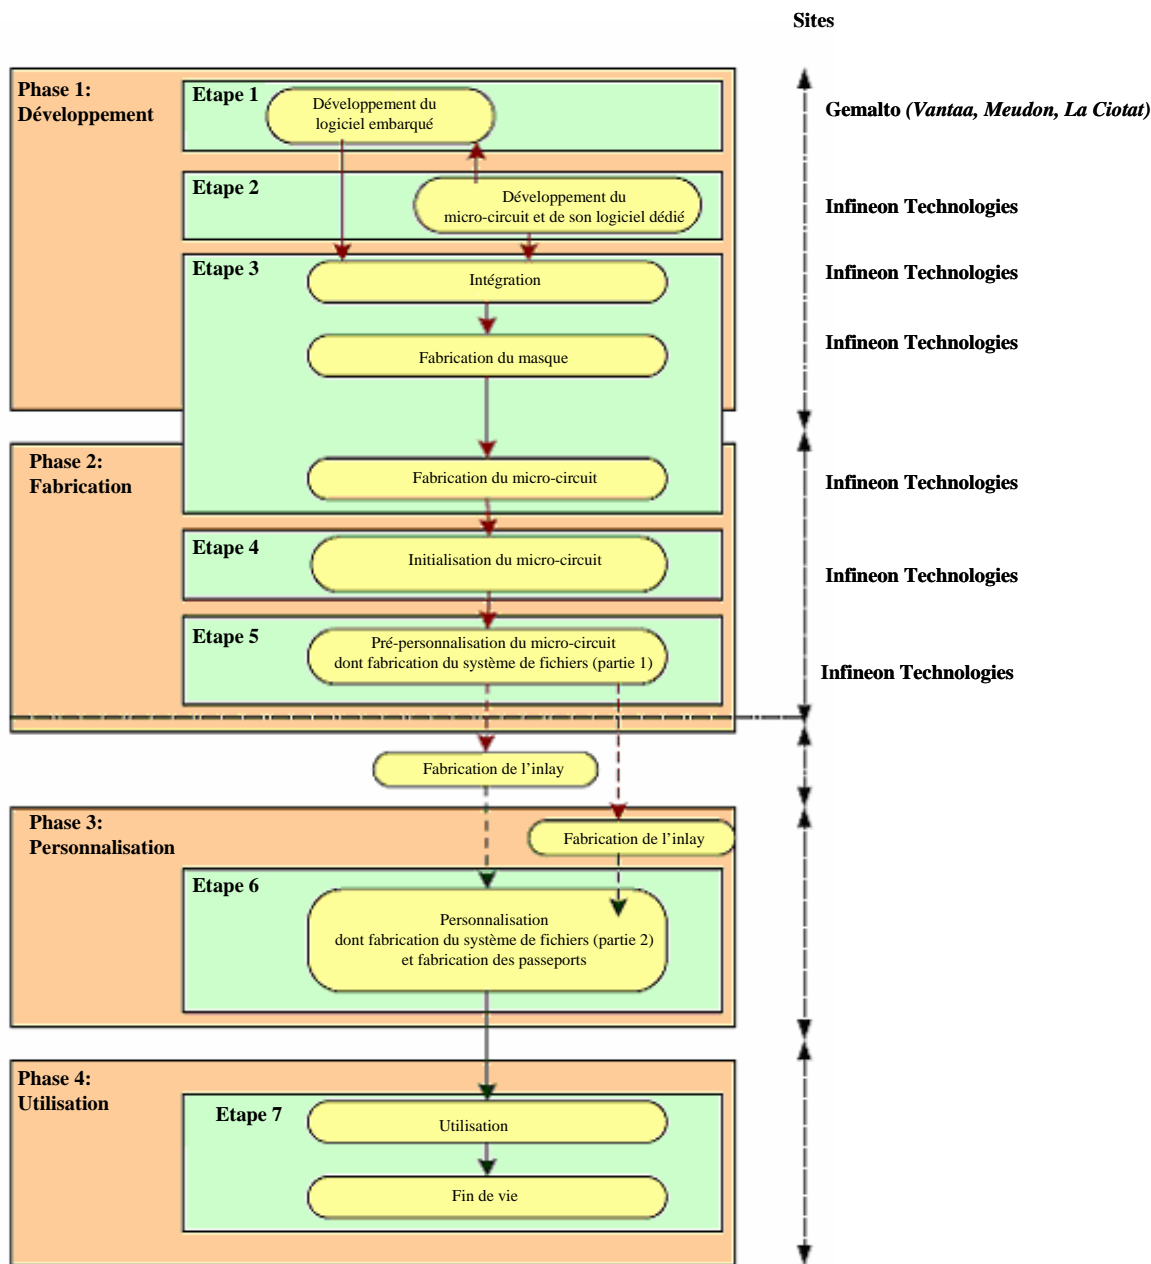 Sites
Phase 1:
Développement
Etape 1
Développement du
logiciel embarqué
Gemalto (Vantaa, Meudon, La Ciotat)
Etape 2
Développement du
micro-circuit et de son logiciel dédié
Infineon Technologies
Etape 3
Intégration
Infineon Technologies
Fabrication du masque
Infineon Technologies
Phase 2:
Fabrication
Fabrication du micro-circuit
Infineon Technologies
Etape 4
Initialisation du micro-circuit
Infineon Technologies
Etape 5
Pré-personnalisation du micro-circuit
dont fabrication du système de fichiers (partie 1)
Infineon Technologies
Fabrication de l’inlay
Phase 3:
Personnalisation
Fabrication de l’inlay
Etape 6
Personnalisation
dont fabrication du système de fichiers (partie 2)
et fabrication des passeports
Phase 4:
Utilisation
Etape 7
Utilisation
Fin de vie